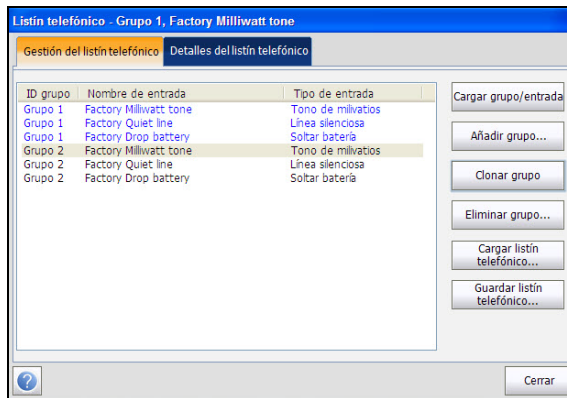 Listín telefónico - Grupo 1, Factory Milliwatt tone
Gestión del listín telefónico Detalles del listín telefónico
ID grupo Nombre de entrada Tipo de entrada
Grupo 1 Factory Milliwatt tone Tono de milivatios
Grupo 1 Factory Quiet line Línea silenciosa
Grupo 1 Factory Drop battery Soltar batería
Grupo 2 Factory Milliwatt tone Tono de milivatios
Grupo 2 Factory Quiet line Línea silenciosa
Grupo 2 Factory Drop battery Soltar batería
Cargar grupo/entrada
Añadir grupo...
Clonar grupo
Eliminar grupo...
Cargar listín
telefónico...
Guardar listín
telefónico...
?
Cerrar